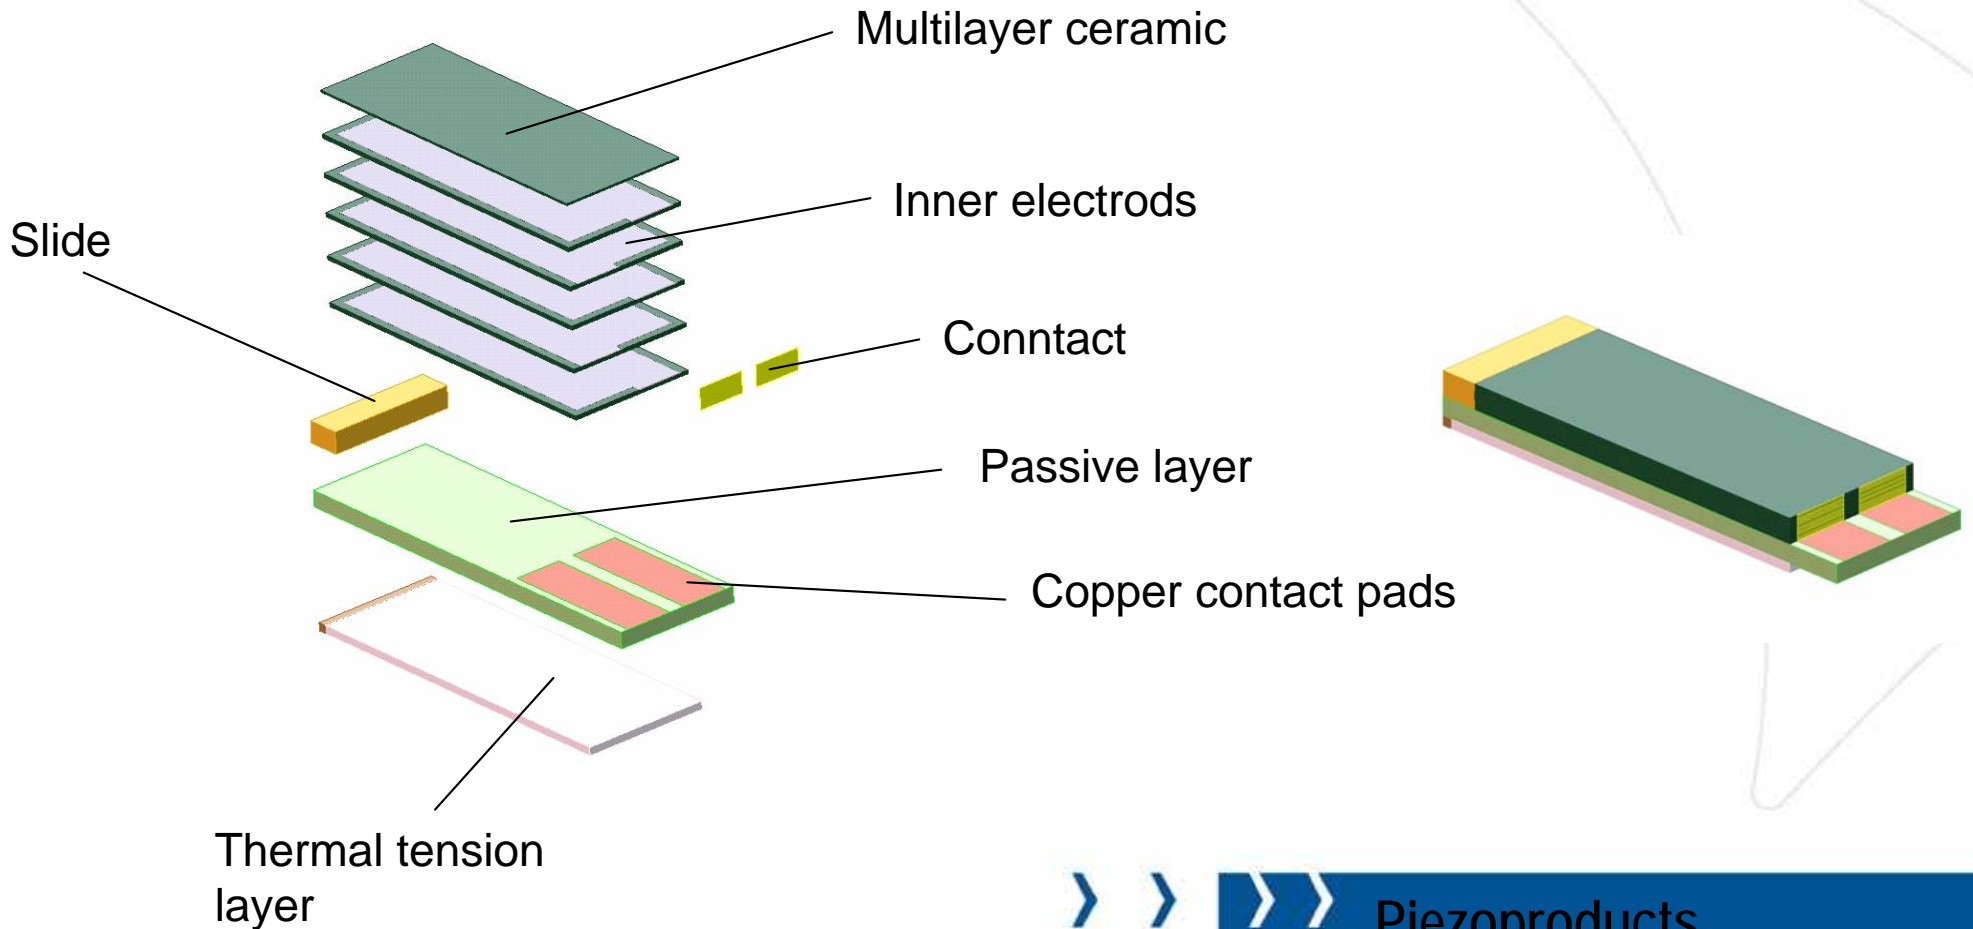 Multilayer ceramic
Inner electrods
Slide
Conntact
Passive layer
Copper contact pads
Thermal tension
layer
Piezoproducts